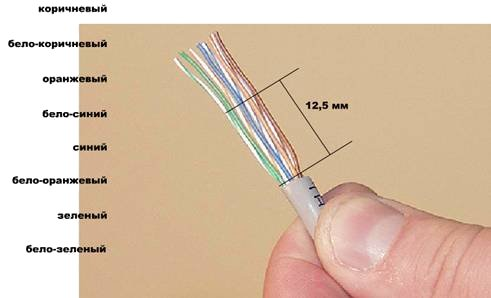 коричневый
бело-коричневый
оранжевый
бело-синий
синий
бело-оранжевый
зеленый
бело-зеленый
12,5 мм